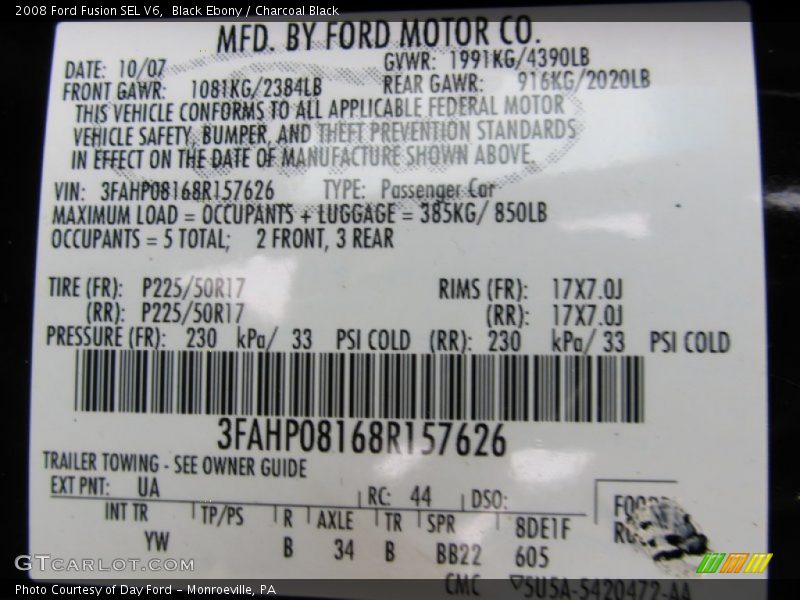 2008 Ford Fusion SEL V6,  Black Ebony / Charcoal Black
MFD. BY FORD MOTOR CO.
DATE: 10/07 GVWR: 1991KG/4390LB
FRONT GAWR: 1081KG/2384LB REAR GAWR: 916KG/2020LB
THIS VEHICLE CONFORMS TO ALL APPLICABLE FEDERAL MOTOR
VEHICLE SAFETY, BUMPER, AND THEFT PREVENTION STANDARDS
IN EFFECT ON THE DATE OF MANUFACTURE SHOWN ABOVE.
VIN: 3FAHP08168R157626 TYPE: Passenger Car
MAXIMUM LOAD = OCCUPANTS + LUGGAGE = 385KG/ 850LB
OCCUPANTS = 5 TOTAL; 2 FRONT, 3 REAR
TIRE (FR): P225/50R17 RIMS (FR): 17X7.0J
(RR): P225/50R17 (RR): 17X7.0J
PRESSURE (FR): 230 kPa/ 33 PSI COLD (RR): 230 kPa/ 33 PSI COLD
3FAHP08168R157626
TRAILER TOWING - SEE OWNER GUIDE
EXT PNT: UA RC: 44 DSO:
INT TR TP/PS R AXLE TR SPR 8DE1F
YW B 34 B BB22 605
CMC 5U5A-5420472-AA
GTCarLot.com
Photo Courtesy of Day Ford – Monroeville, PA